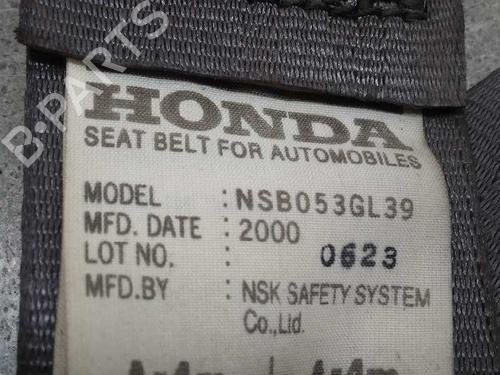 B-PARTS
HONDA
SEAT BELT FOR AUTOMOBILES
MODEL : NSB053GL39
MFD. DATE : 2000
LOT NO. : 0623
MFD.BY : NSK SAFETY SYSTEM
Co.,Ltd.